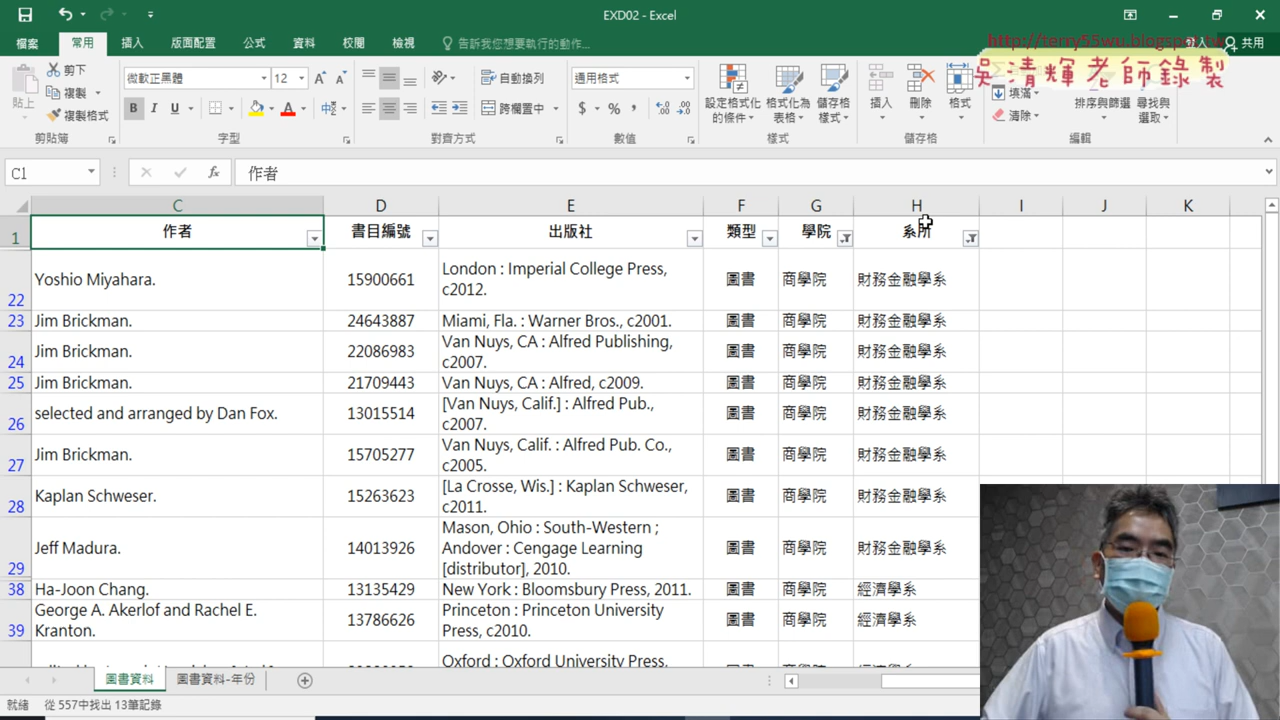 EXD02 - Excel
http://terry55wu.blogspot.tw
吳清輝老師錄製
檔案 常用 插入 版面配置 公式 資料 校閱 檢視 告訴我您想要執行的動作... 登入 共用
貼上 剪下 複製 複製格式
微軟正黑體 12 A A
B I U A 中
自動換列
跨欄置中
通用格式
$ % ,
設定格式化的條件 格式化為表格 儲存格樣式
插入 刪除 格式
填滿 清除 排序與篩選 尋找與選取
剪貼簿 字型 對齊方式 數值 樣式 儲存格 編輯
C1 fx 作者
C D E F G H I J K
1 作者 書目編號 出版社 類型 學院 系所
22 Yoshio Miyahara. 15900661 London : Imperial College Press, c2012. 圖書 商學院 財務金融學系
23 Jim Brickman. 24643887 Miami, Fla. : Warner Bros., c2001. 圖書 商學院 財務金融學系
24 Jim Brickman. 22086983 Van Nuys, CA : Alfred Publishing, c2007. 圖書 商學院 財務金融學系
25 Jim Brickman. 21709443 Van Nuys, CA : Alfred, c2009. 圖書 商學院 財務金融學系
26 selected and arranged by Dan Fox. 13015514 [Van Nuys, Calif.] : Alfred Pub., c2007. 圖書 商學院 財務金融學系
27 Jim Brickman. 15705277 Van Nuys, Calif. : Alfred Pub. Co., c2005. 圖書 商學院 財務金融學系
28 Kaplan Schweser. 15263623 [La Crosse, Wis.] : Kaplan Schweser, c2011. 圖書 商學院 財務金融學系
29 Jeff Madura. 14013926 Mason, Ohio : South-Western ; Andover : Cengage Learning [distributor], 2010. 圖書 商學院 財務金融學系
38 Ha-Joon Chang. 13135429 New York : Bloomsbury Press, 2011. 圖書 商學院 經濟學系
39 George A. Akerlof and Rachel E. Kranton. 13786626 Princeton : Princeton University Press, c2010. 圖書 商學院 經濟學系
Oxford : Oxford University Press,
圖書資料 圖書資料-年份
就緒 從 557中找出 13筆記錄